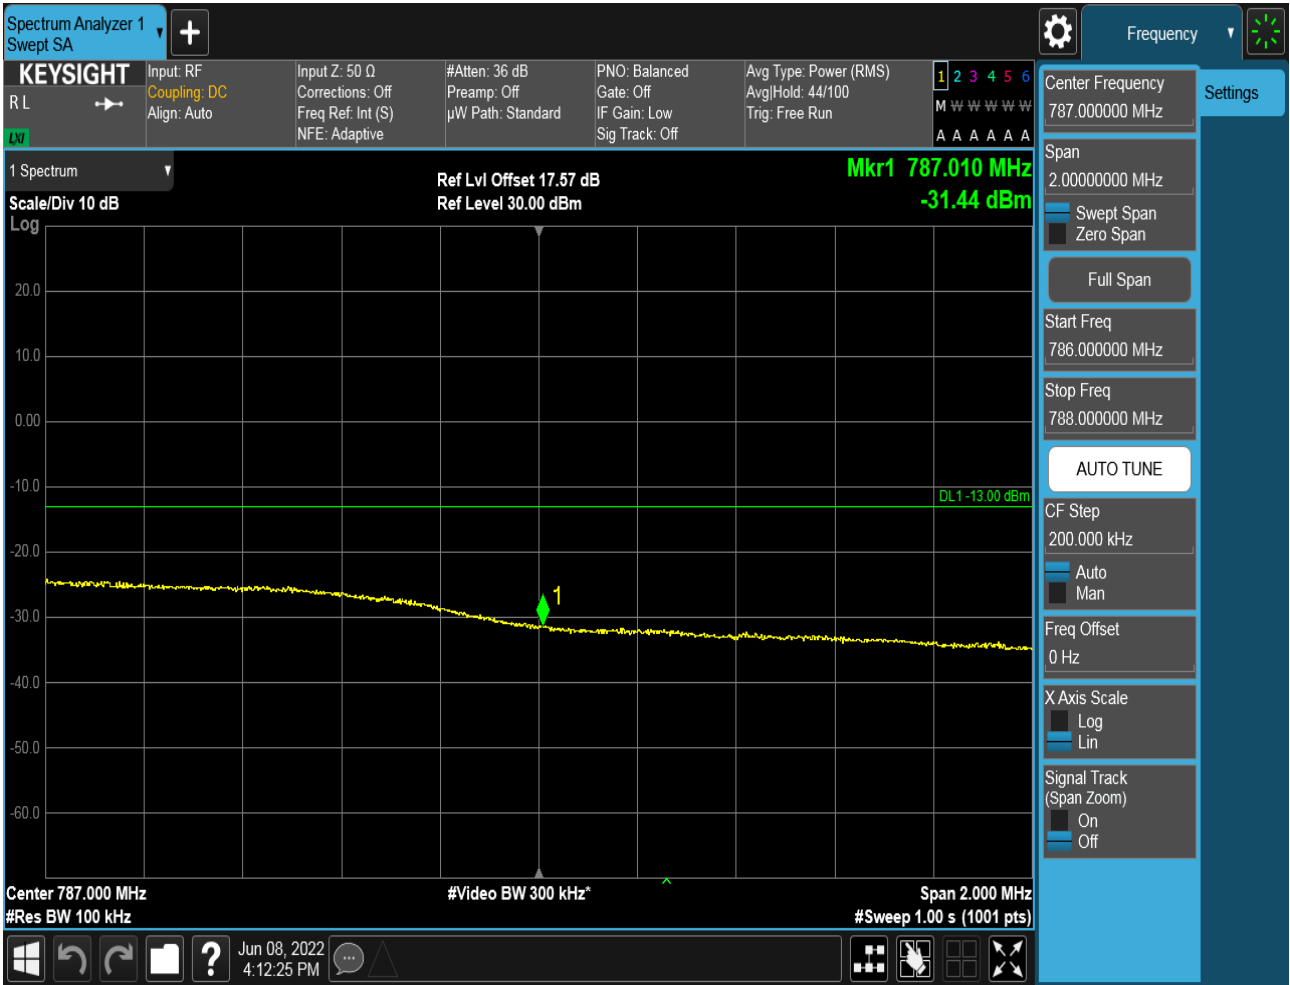 Spectrum Analyzer 1
Swept SA
Frequency
KEYSIGHT
R L
LXI
Input: RF
Coupling: DC
Align: Auto
Input Z: 50 Ω
Corrections: Off
Freq Ref: Int (S)
NFE: Adaptive
#Atten: 36 dB
Preamp: Off
µW Path: Standard
PNO: Balanced
Gate: Off
IF Gain: Low
Sig Track: Off
Avg Type: Power (RMS)
Avg|Hold: 44/100
Trig: Free Run
1 2 3 4 5 6
M W W W W W
A A A A A A
1 Spectrum
Scale/Div 10 dB
Log
Ref Lvl Offset 17.57 dB
Ref Level 30.00 dBm
Mkr1 787.010 MHz
-31.44 dBm
20.0
10.0
0.00
-10.0
DL1 -13.00 dBm
-20.0
1
-30.0
-40.0
-50.0
-60.0
Center 787.000 MHz
#Video BW 300 kHz*
Span 2.000 MHz
#Res BW 100 kHz
#Sweep 1.00 s (1001 pts)
Jun 08, 2022
4:12:25 PM
Center Frequency
787.000000 MHz
Span
2.00000000 MHz
Swept Span
Zero Span
Full Span
Start Freq
786.000000 MHz
Stop Freq
788.000000 MHz
AUTO TUNE
CF Step
200.000 kHz
Auto
Man
Freq Offset
0 Hz
X Axis Scale
Log
Lin
Signal Track
(Span Zoom)
On
Off
Settings